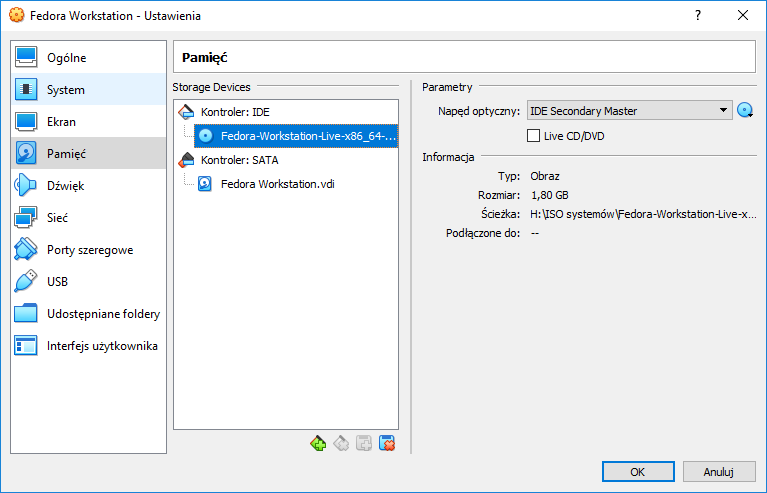 Fedora Workstation - Ustawienia
?
Ogólne
System
Ekran
Pamięć
Dźwięk
Sieć
Porty szeregowe
USB
Udostępniane foldery
Interfejs użytkownika
Pamięć
Storage Devices
Kontroler: IDE
Fedora-Workstation-Live-x86_64-...
Kontroler: SATA
Fedora Workstation.vdi
Parametry
Napęd optyczny: IDE Secondary Master
Live CD/DVD
Informacja
Typ: Obraz
Rozmiar: 1,80 GB
Ścieżka: H:\ISO systemów\Fedora-Workstation-Live-x...
Podłączone do: --
OK
Anuluj